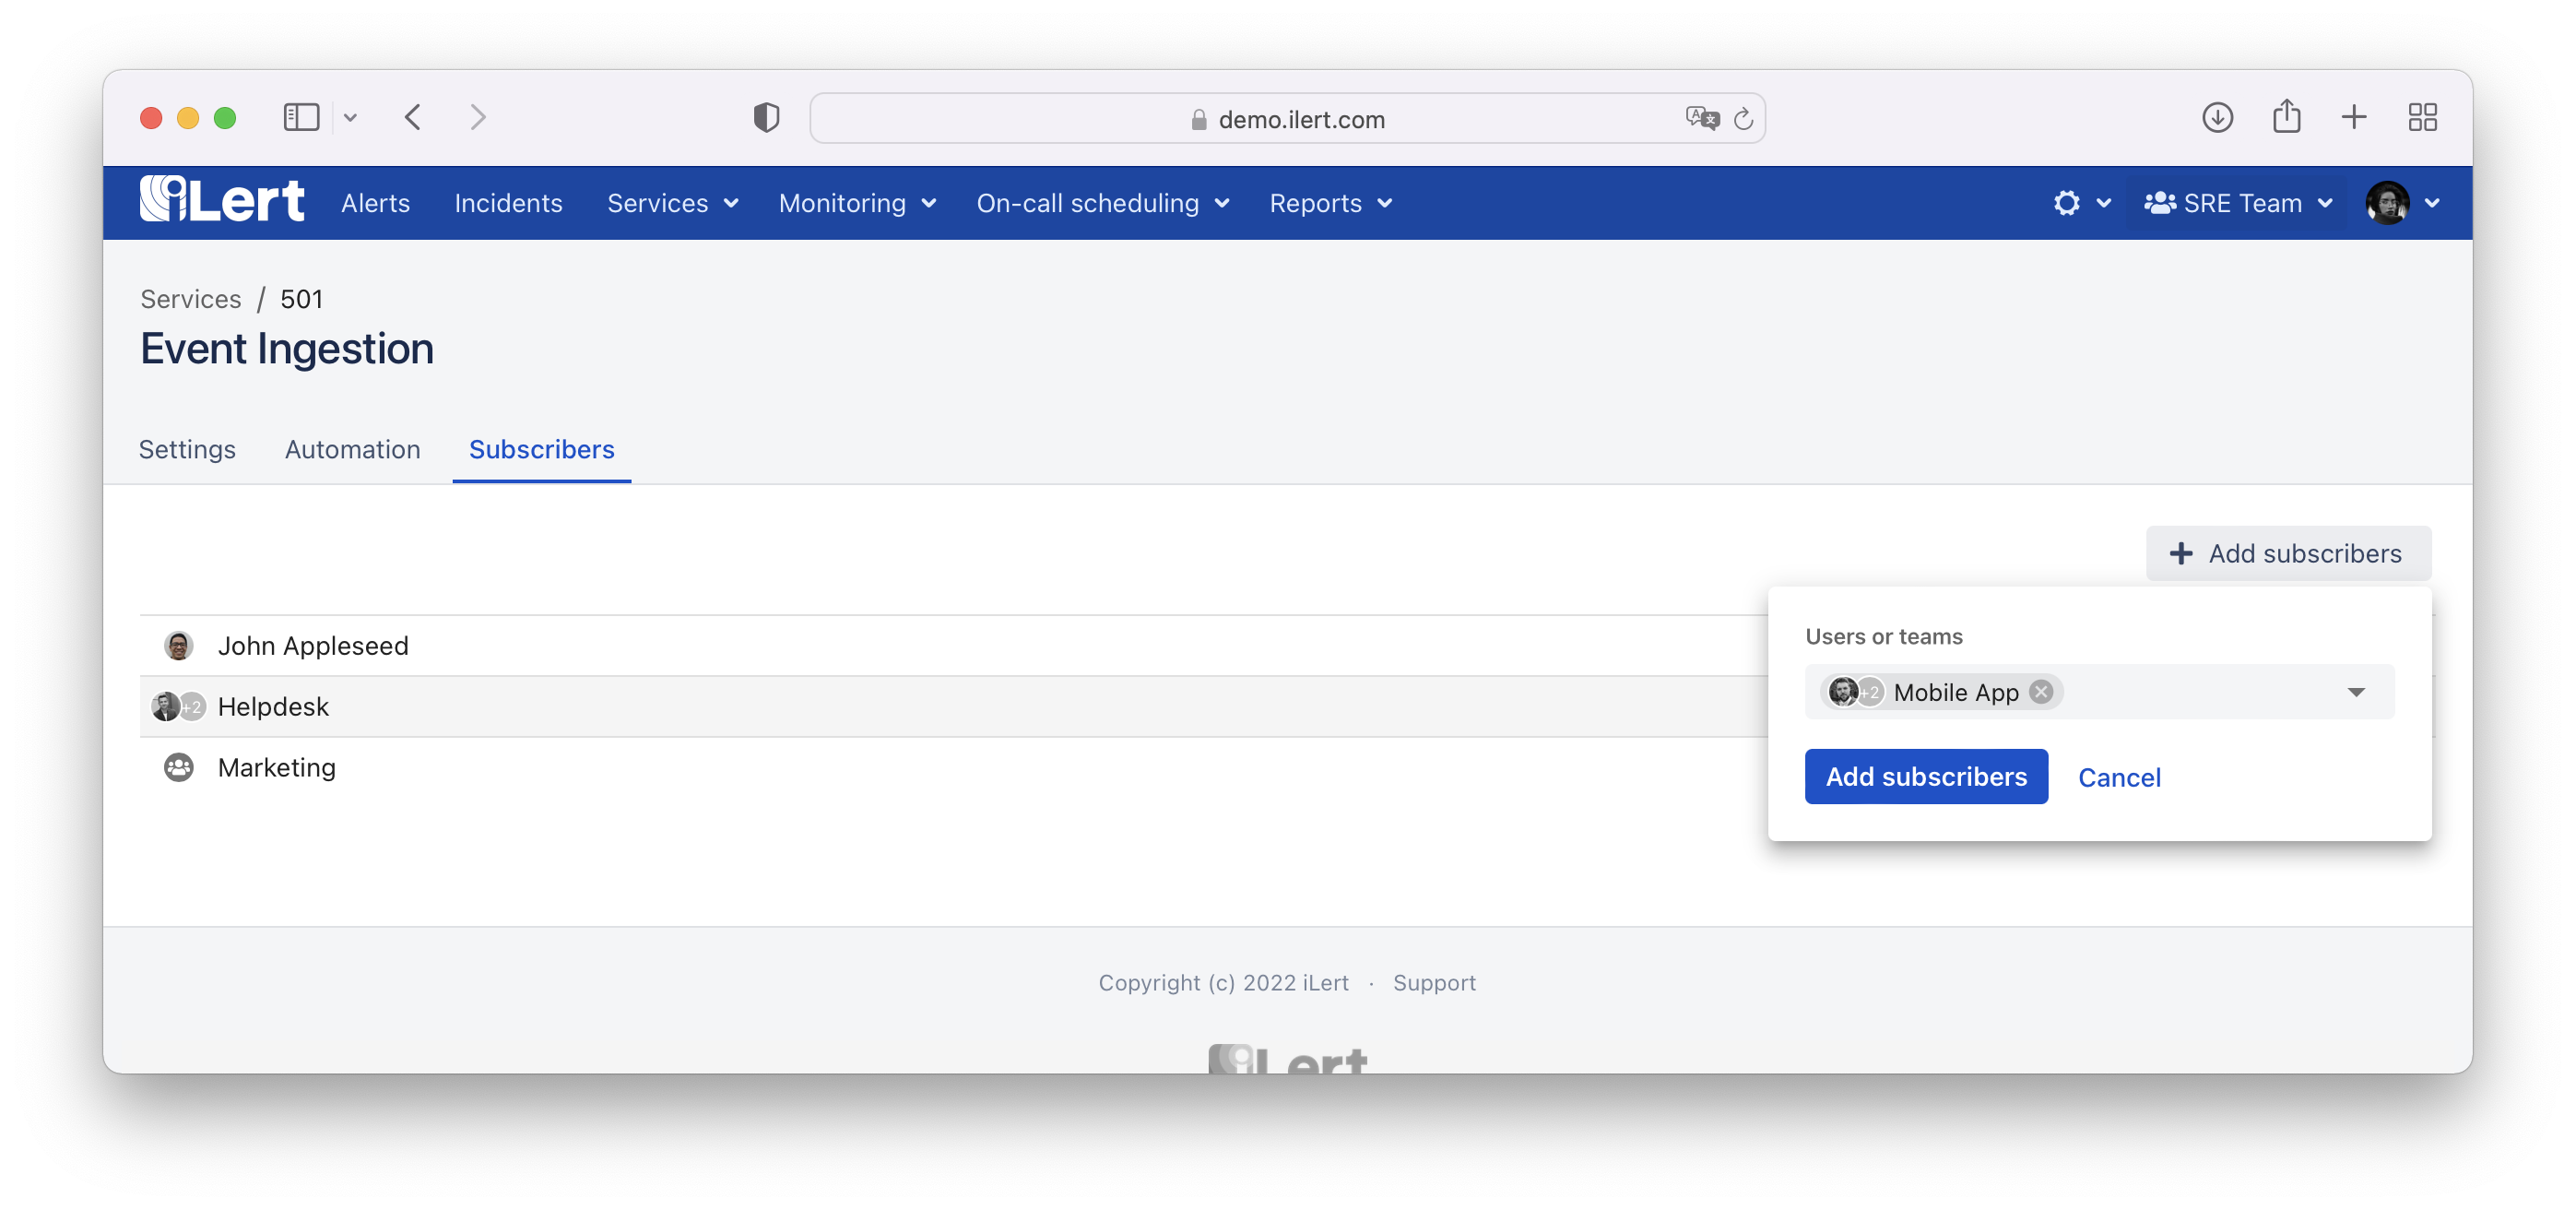 demo.ilert.com
iLert Alerts Incidents Services Monitoring On-call scheduling Reports SRE Team
Services / 501
Event Ingestion
Settings Automation Subscribers
+ Add subscribers
Users or teams
John Appleseed
+2 Mobile App
+2 Helpdesk
Marketing
Add subscribers Cancel
Copyright (c) 2022 iLert · Support
iLert